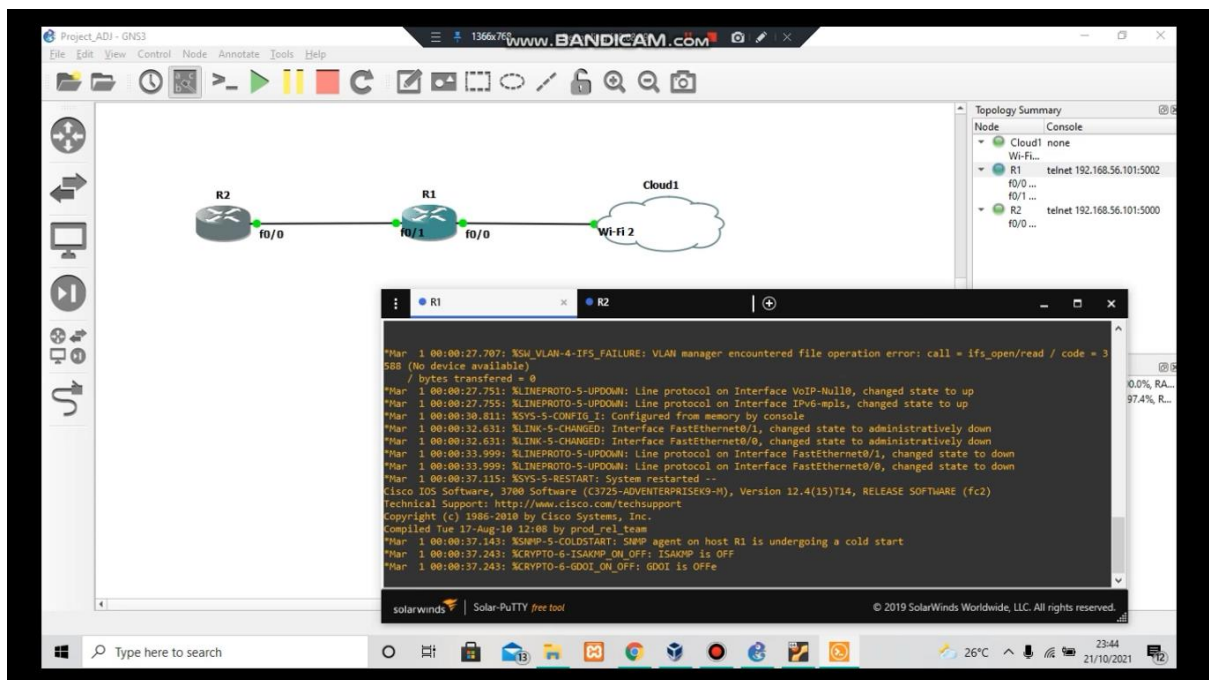 Project_ADJ - GNS3
1366x768
www.BANDICAM.com
File Edit View Control Node Annotate Tools Help
Topology Summary
Node Console
Cloud1 none
Wi-Fi...
R1 telnet 192.168.56.101:5002
f0/0 ...
f0/1 ...
R2 telnet 192.168.56.101:5000
f0/0 ...
R2
R1
Cloud1
f0/0
f0/1
f0/0
Wi-Fi 2
0.0%, RA...
97.4%, R...
R1
R2
*Mar 1 00:00:27.707: %SW_VLAN-4-IFS_FAILURE: VLAN manager encountered file operation error: call = ifs_open/read / code = 3
588 (No device available)
/ bytes transfered = 0
*Mar 1 00:00:27.751: %LINEPROTO-5-UPDOWN: Line protocol on Interface VoIP-Null0, changed state to up
*Mar 1 00:00:27.755: %LINEPROTO-5-UPDOWN: Line protocol on Interface IPv6-mpls, changed state to up
*Mar 1 00:00:30.811: %SYS-5-CONFIG_I: Configured from memory by console
*Mar 1 00:00:32.631: %LINK-5-CHANGED: Interface FastEthernet0/1, changed state to administratively down
*Mar 1 00:00:32.631: %LINK-5-CHANGED: Interface FastEthernet0/0, changed state to administratively down
*Mar 1 00:00:33.999: %LINEPROTO-5-UPDOWN: Line protocol on Interface FastEthernet0/1, changed state to down
*Mar 1 00:00:33.999: %LINEPROTO-5-UPDOWN: Line protocol on Interface FastEthernet0/0, changed state to down
*Mar 1 00:00:37.115: %SYS-5-RESTART: System restarted --
Cisco IOS Software, 3700 Software (C3725-ADVENTERPRISEK9-M), Version 12.4(15)T14, RELEASE SOFTWARE (fc2)
Technical Support: http://www.cisco.com/techsupport
Copyright (c) 1986-2010 by Cisco Systems, Inc.
Compiled Tue 17-Aug-10 12:08 by prod_rel_team
*Mar 1 00:00:37.143: %SNMP-5-COLDSTART: SNMP agent on host R1 is undergoing a cold start
*Mar 1 00:00:37.243: %CRYPTO-6-ISAKMP_ON_OFF: ISAKMP is OFF
*Mar 1 00:00:37.243: %CRYPTO-6-GDOI_ON_OFF: GDOI is OFFe
solarwinds | Solar-PuTTY free tool
© 2019 SolarWinds Worldwide, LLC. All rights reserved.
Type here to search
13
26°C
23:44
21/10/2021
12